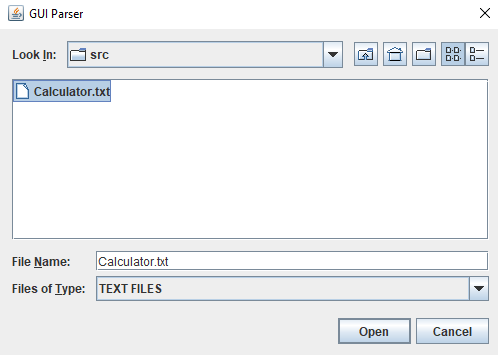 GUI Parser
Look In: src
Calculator.txt
File Name: Calculator.txt
Files of Type: TEXT FILES
Open Cancel